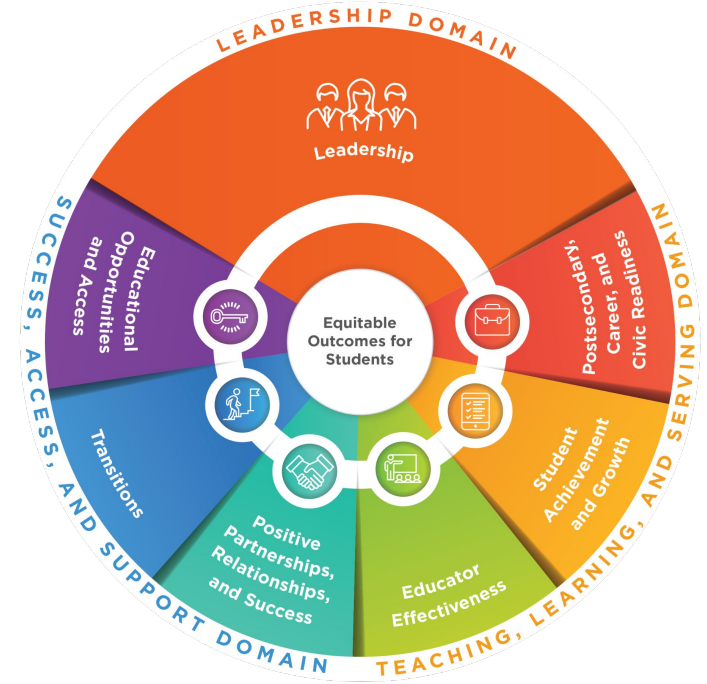 LEADERSHIP DOMAIN
Leadership
Postsecondary,
Career, and
Civic Readiness
Student
Achievement
and Growth
Educator
Effectiveness
TEACHING, LEARNING, AND SERVING DOMAIN
Positive
Partnerships,
Relationships,
and Success
Transitions
Educational
Opportunities
and Access
SUCCESS, ACCESS, AND SUPPORT DOMAIN
Equitable
Outcomes for
Students